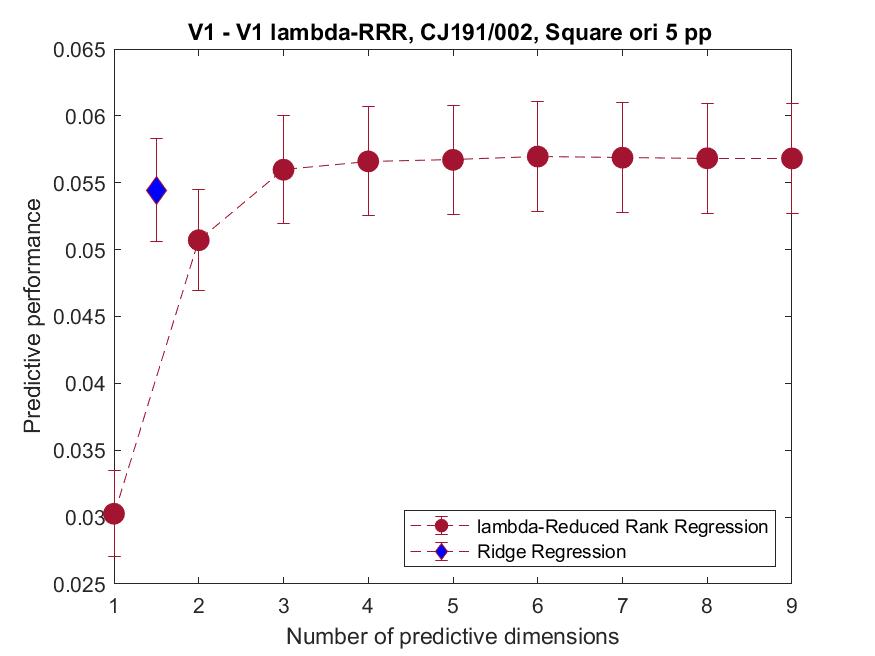 V1 - V1 lambda-RRR, CJ191/002, Square ori 5 pp
0.065
0.06
0.055
0.05
0.045
0.04
0.035
0.03
0.025
Predictive performance
lambda-Reduced Rank Regression
Ridge Regression
1 2 3 4 5 6 7 8 9
Number of predictive dimensions